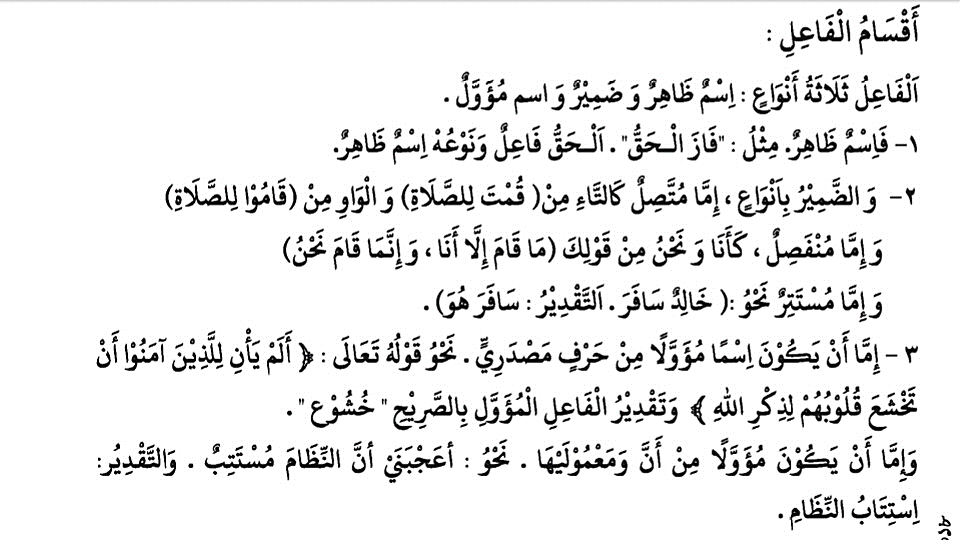 أَقْسَامُ الْفَاعِلِ :
اَلْفَاعِلُ ثَلَاثَةُ أَنْوَاعٍ : اِسْمٌ ظَاهِرٌ وَ ضَمِيْرٌ وَ اسم مُؤَوَّلٌ .
١- فَاِسْمٌ ظَاهِرٌ. مِثْلُ : "فَازَ الْـحَقُّ" . اَلْـحَقُّ فَاعِلٌ وَنَوْعُهْ اِسْمٌ ظَاهِرٌ.
٢- وَ الضَّمِيْرُ بِاَنْوَاعٍ ، إِمَّا مُتَّصِلٌ كَالتَّاءِ مِنْ( قُمْتَ لِلصَّلَاةِ) وَ الْوَاوِ مِنْ (قَامُوْا لِلصَّلَاةِ)
وَ إِمَّا مُنْفَصِلٌ ، كَأَنَا وَ نَحْنُ مِنْ قَوْلِكَ (مَا قَامَ إِلَّا أَنَا ، وَ إِنَّمَا قَامَ نَحْنُ)
وَ إِمَّا مُسْتَتِرٌ نَحْوُ :( خَالِدٌ سَافَرَ. اَلتَّقْدِيْرُ : سَافَرَ هُوَ) .
٣ - إِمَّا أَنْ يَكُوْنَ اِسْمًا مُؤَوَّلًا مِنْ حَرْفٍ مَصْدَرِيٍّ . نَحْوُ قَوْلُهُ تَعَالَى : ﴿ أَلَمْ يَأْنِ لِلَّذِيْنَ آمَنُوْا أَنْ
تَخْشَعَ قُلُوْبُهُمْ لِذِكْرِ اللهِ ﴾ وَتَقْدِيْرُ الْفَاعِلِ الْمُؤَوَّلِ بِالصَّرِيْحِ " خُشُوْع " .
وَإِمَّا أَنْ يَكُوْنَ مُؤَوَّلًا مِنْ أَنَّ وَمَعْمُوْلَيْهَا . نَحْوُ : أعَجْبَنَيْ أنَّ النِّظَامَ مُسْتَتِبٌ . وَالتَّقْدِيُر:
اِسْتِتَابُ النِّظَامِ .